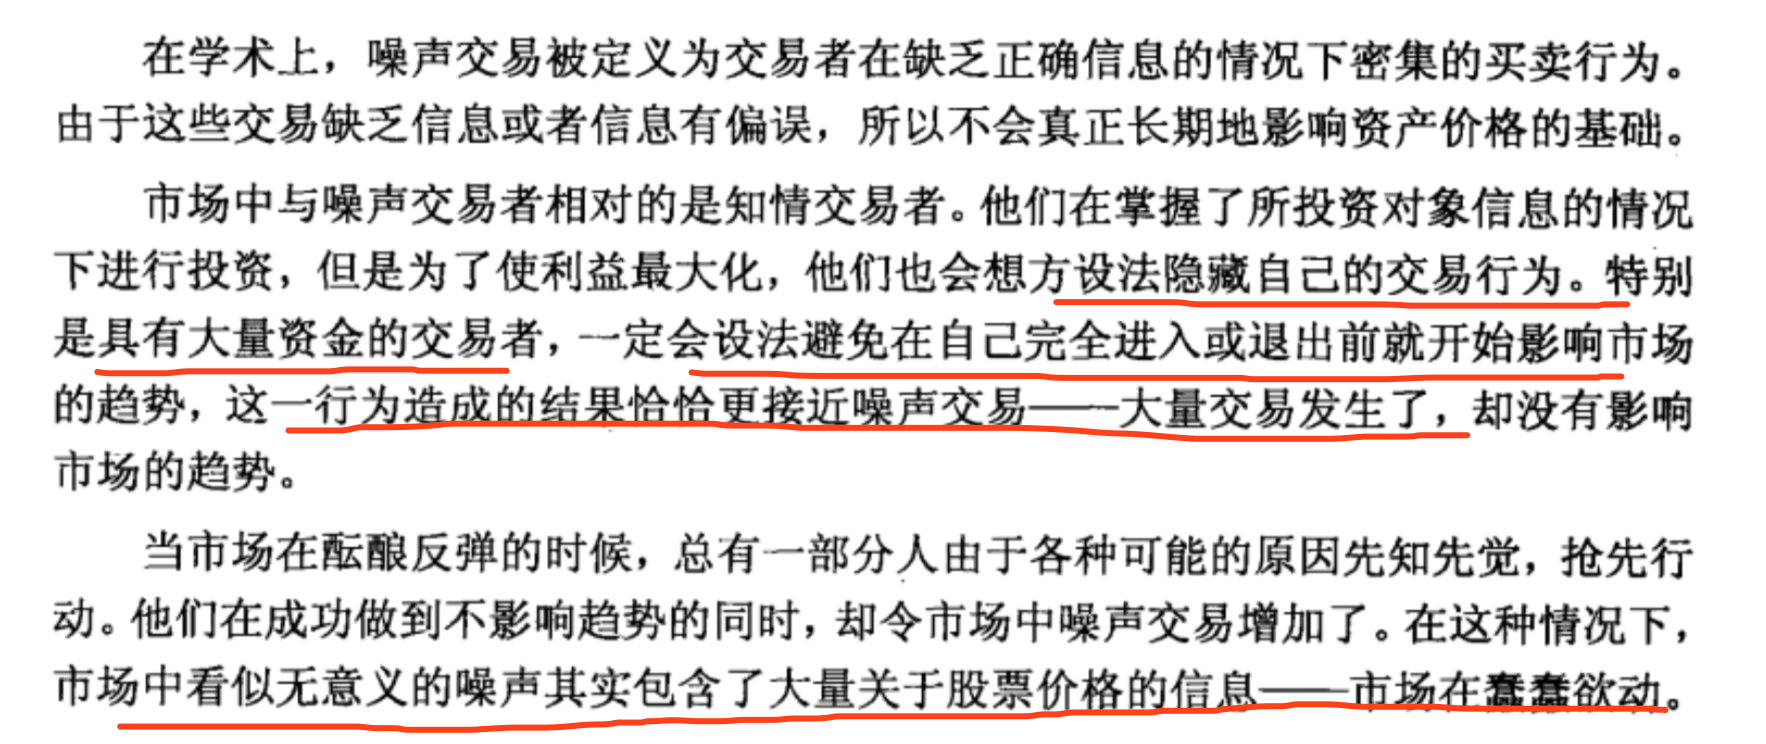 在学术上，噪声交易被定义为交易者在缺乏正确信息的情况下密集的买卖行为。
由于这些交易缺乏信息或者信息有偏误，所以不会真正长期地影响资产价格的基础。
市场中与噪声交易者相对的是知情交易者。他们在掌握了所投资对象信息的情况
下进行投资，但是为了使利益最大化，他们也会想方设法隐藏自己的交易行为。特别
是具有大量资金的交易者，一定会设法避免在自己完全进入或退出前就开始影响市场
的趋势，这一行为造成的结果恰恰更接近噪声交易——大量交易发生了，却没有影响
市场的趋势。
当市场在酝酿反弹的时候，总有一部分人由于各种可能的原因先知先觉，抢先行
动。他们在成功做到不影响趋势的同时，却令市场中噪声交易增加了。在这种情况下，
市场中看似无意义的噪声其实包含了大量关于股票价格的信息——市场在蠢蠢欲动。